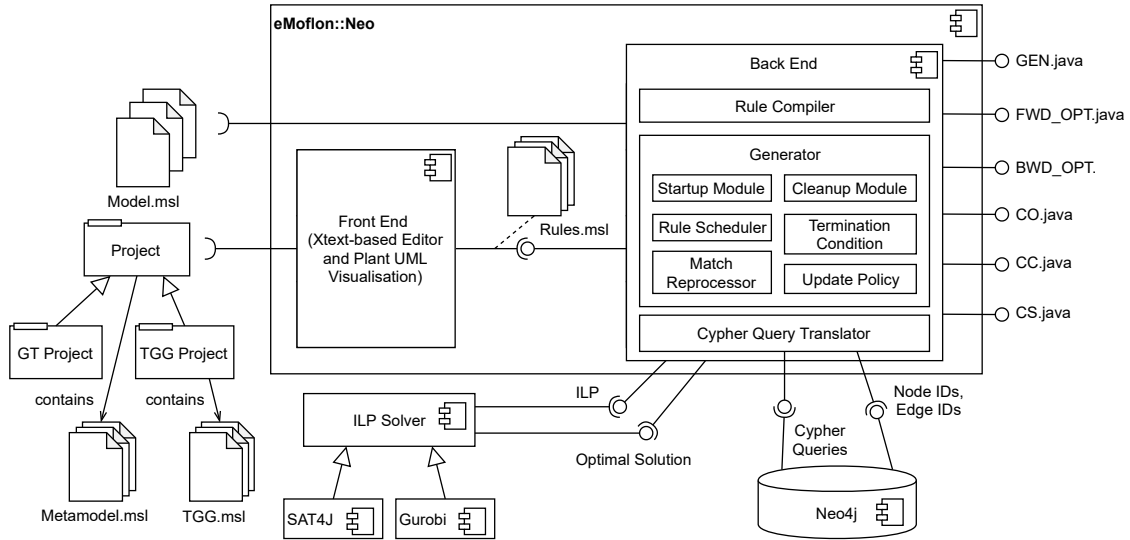 eMoflon::Neo
Back End
GEN.java
Rule Compiler
FWD_OPT.java
Generator
BWD_OPT.
Startup Module
Cleanup Module
Model.msl
Front End
(Xtext-based Editor
and Plant UML
Visualisation)
Rules.msl
Rule Scheduler
Termination
Condition
CO.java
Project
Match
Reprocessor
Update Policy
CC.java
CS.java
Cypher Query Translator
GT Project
TGG Project
contains
contains
ILP
Node IDs,
Edge IDs
ILP Solver
Cypher
Queries
Optimal Solution
Metamodel.msl
TGG.msl
SAT4J
Gurobi
Neo4j